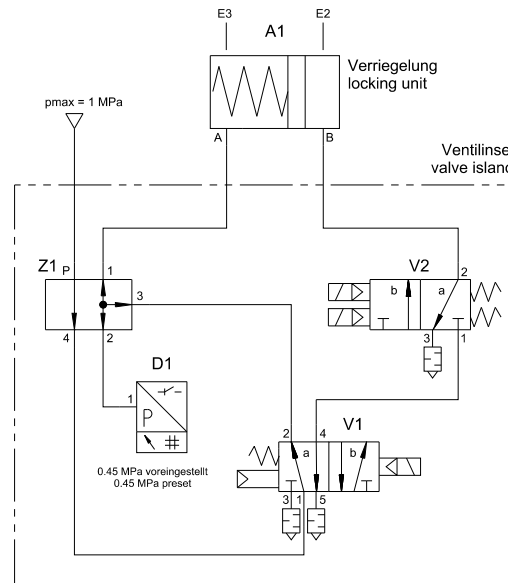 E3 E2
A1
Verriegelung
locking unit
pmax = 1 MPa
A B
Ventilinse
valve island
Z1 P 1
V2
2
b a
3
3 1
4 2
D1
1
P
V1
2 4
a b
0.45 MPa voreingestellt
0.45 MPa preset
3 1 5